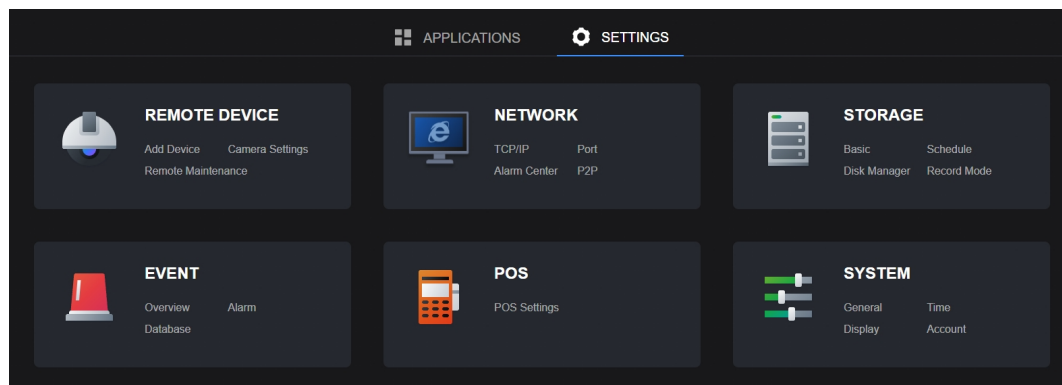 APPLICATIONS SETTINGS
REMOTE DEVICE
Add Device Camera Settings
Remote Maintenance
NETWORK
TCP/IP Port
Alarm Center P2P
STORAGE
Basic Schedule
Disk Manager Record Mode
EVENT
Overview Alarm
Database
POS
POS Settings
SYSTEM
General Time
Display Account